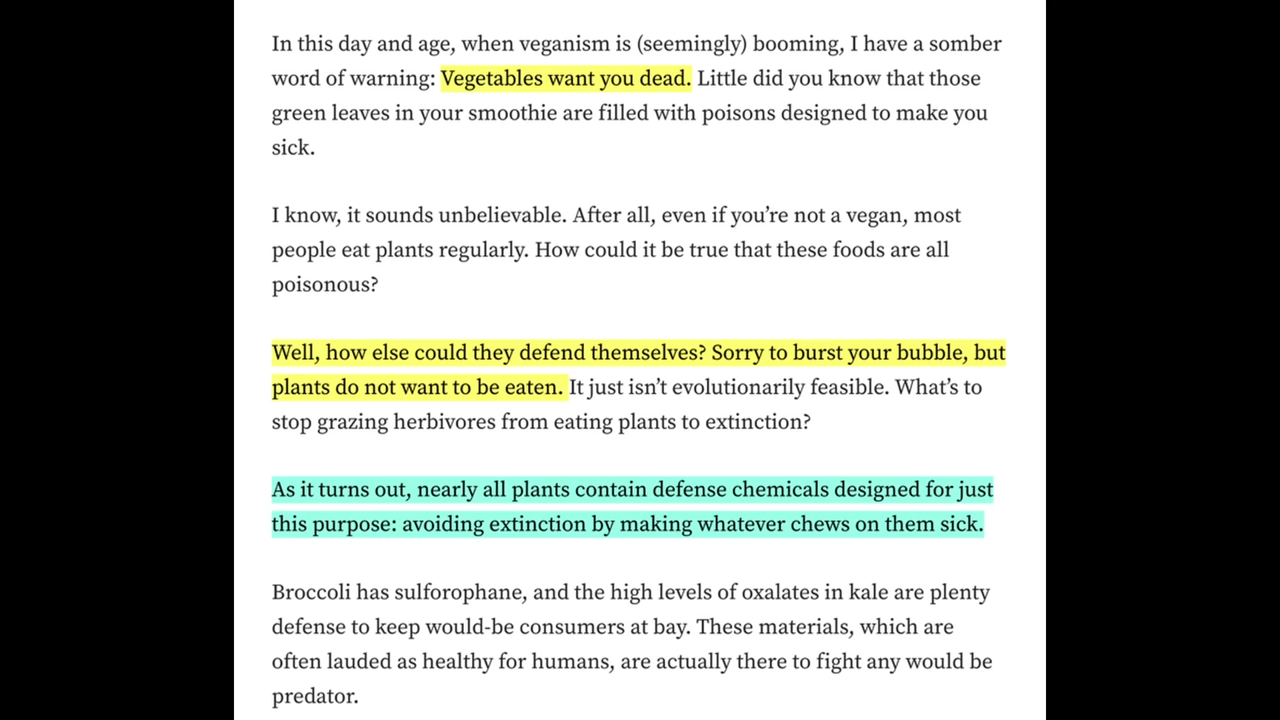 In this day and age, when veganism is (seemingly) booming, I have a somber
word of warning: Vegetables want you dead. Little did you know that those
green leaves in your smoothie are filled with poisons designed to make you
sick.
I know, it sounds unbelievable. After all, even if you’re not a vegan, most
people eat plants regularly. How could it be true that these foods are all
poisonous?
Well, how else could they defend themselves? Sorry to burst your bubble, but
plants do not want to be eaten. It just isn’t evolutionarily feasible. What’s to
stop grazing herbivores from eating plants to extinction?
As it turns out, nearly all plants contain defense chemicals designed for just
this purpose: avoiding extinction by making whatever chews on them sick.
Broccoli has sulforophane, and the high levels of oxalates in kale are plenty
defense to keep would-be consumers at bay. These materials, which are
often lauded as healthy for humans, are actually there to fight any would be
predator.